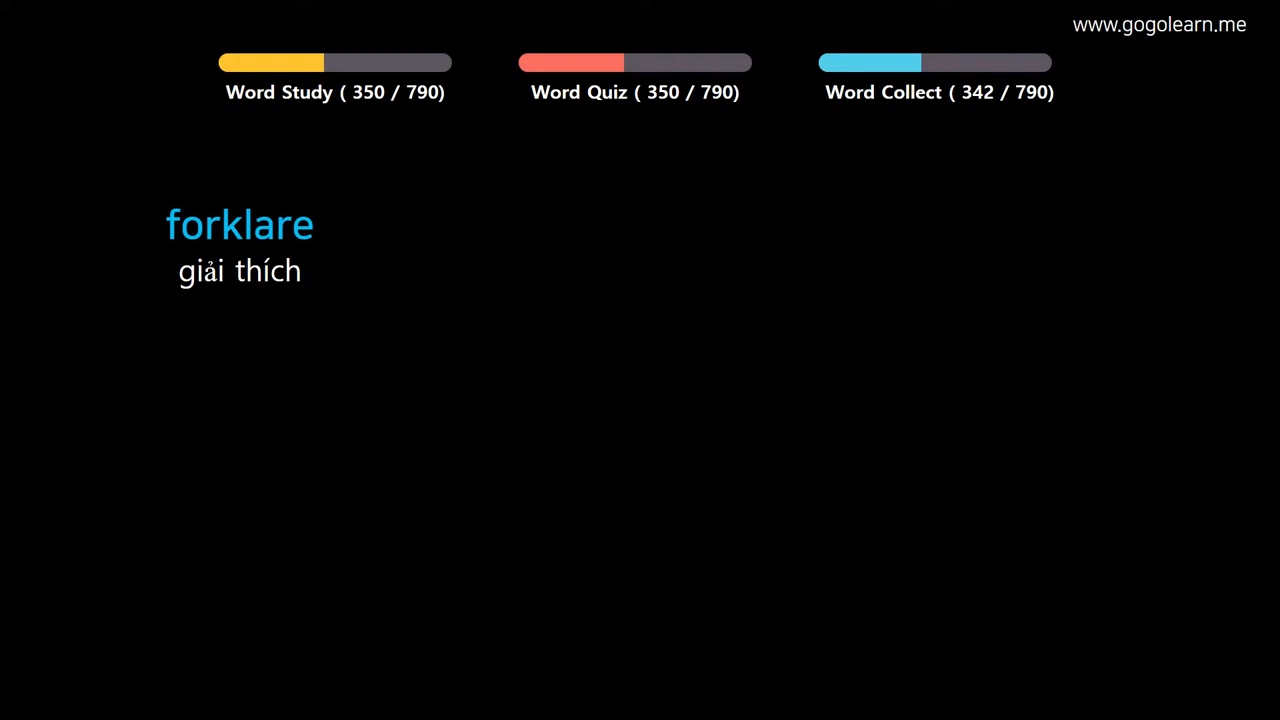 www.gogolearn.me
Word Study ( 350 / 790)
Word Quiz ( 350 / 790)
Word Collect ( 342 / 790)
forklare
giải thích